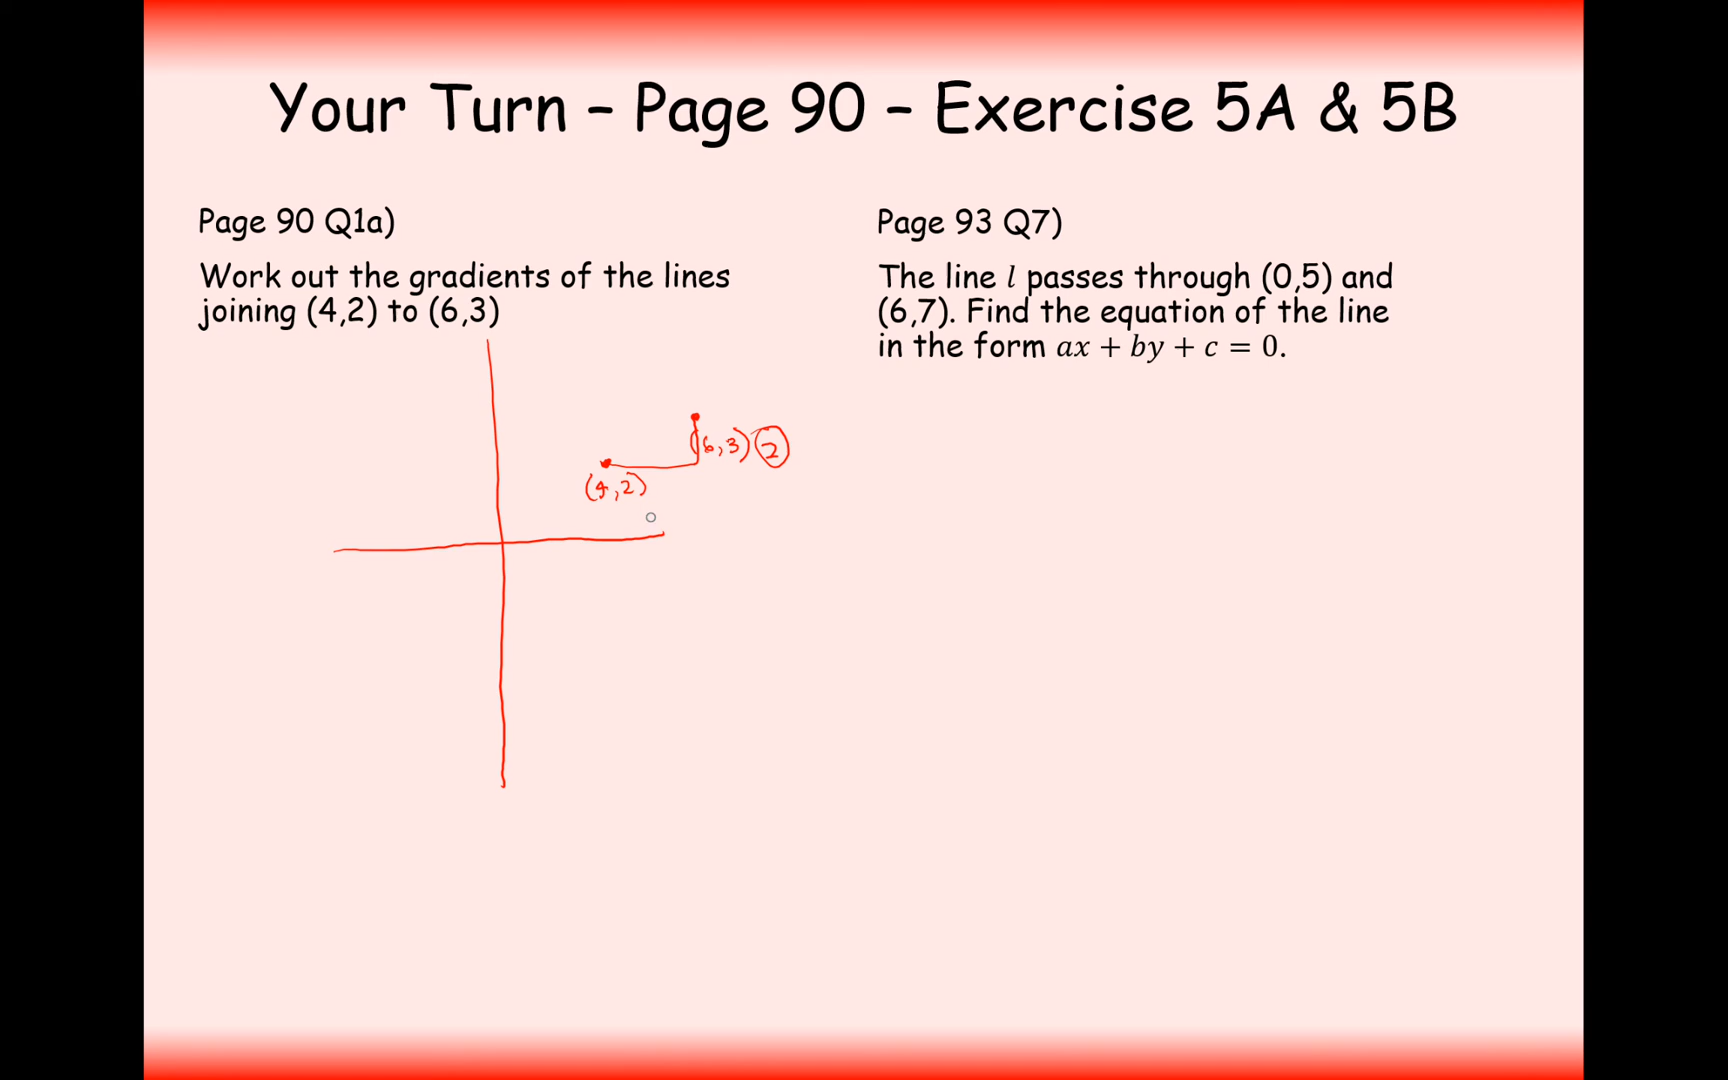 Your Turn – Page 90 – Exercise 5A & 5B
Page 90 Q1a)
Work out the gradients of the lines
joining (4,2) to (6,3)
(6,3) 2
(4,2)
Page 93 Q7)
The line l passes through (0,5) and
(6,7). Find the equation of the line
in the form ax + by + c = 0.